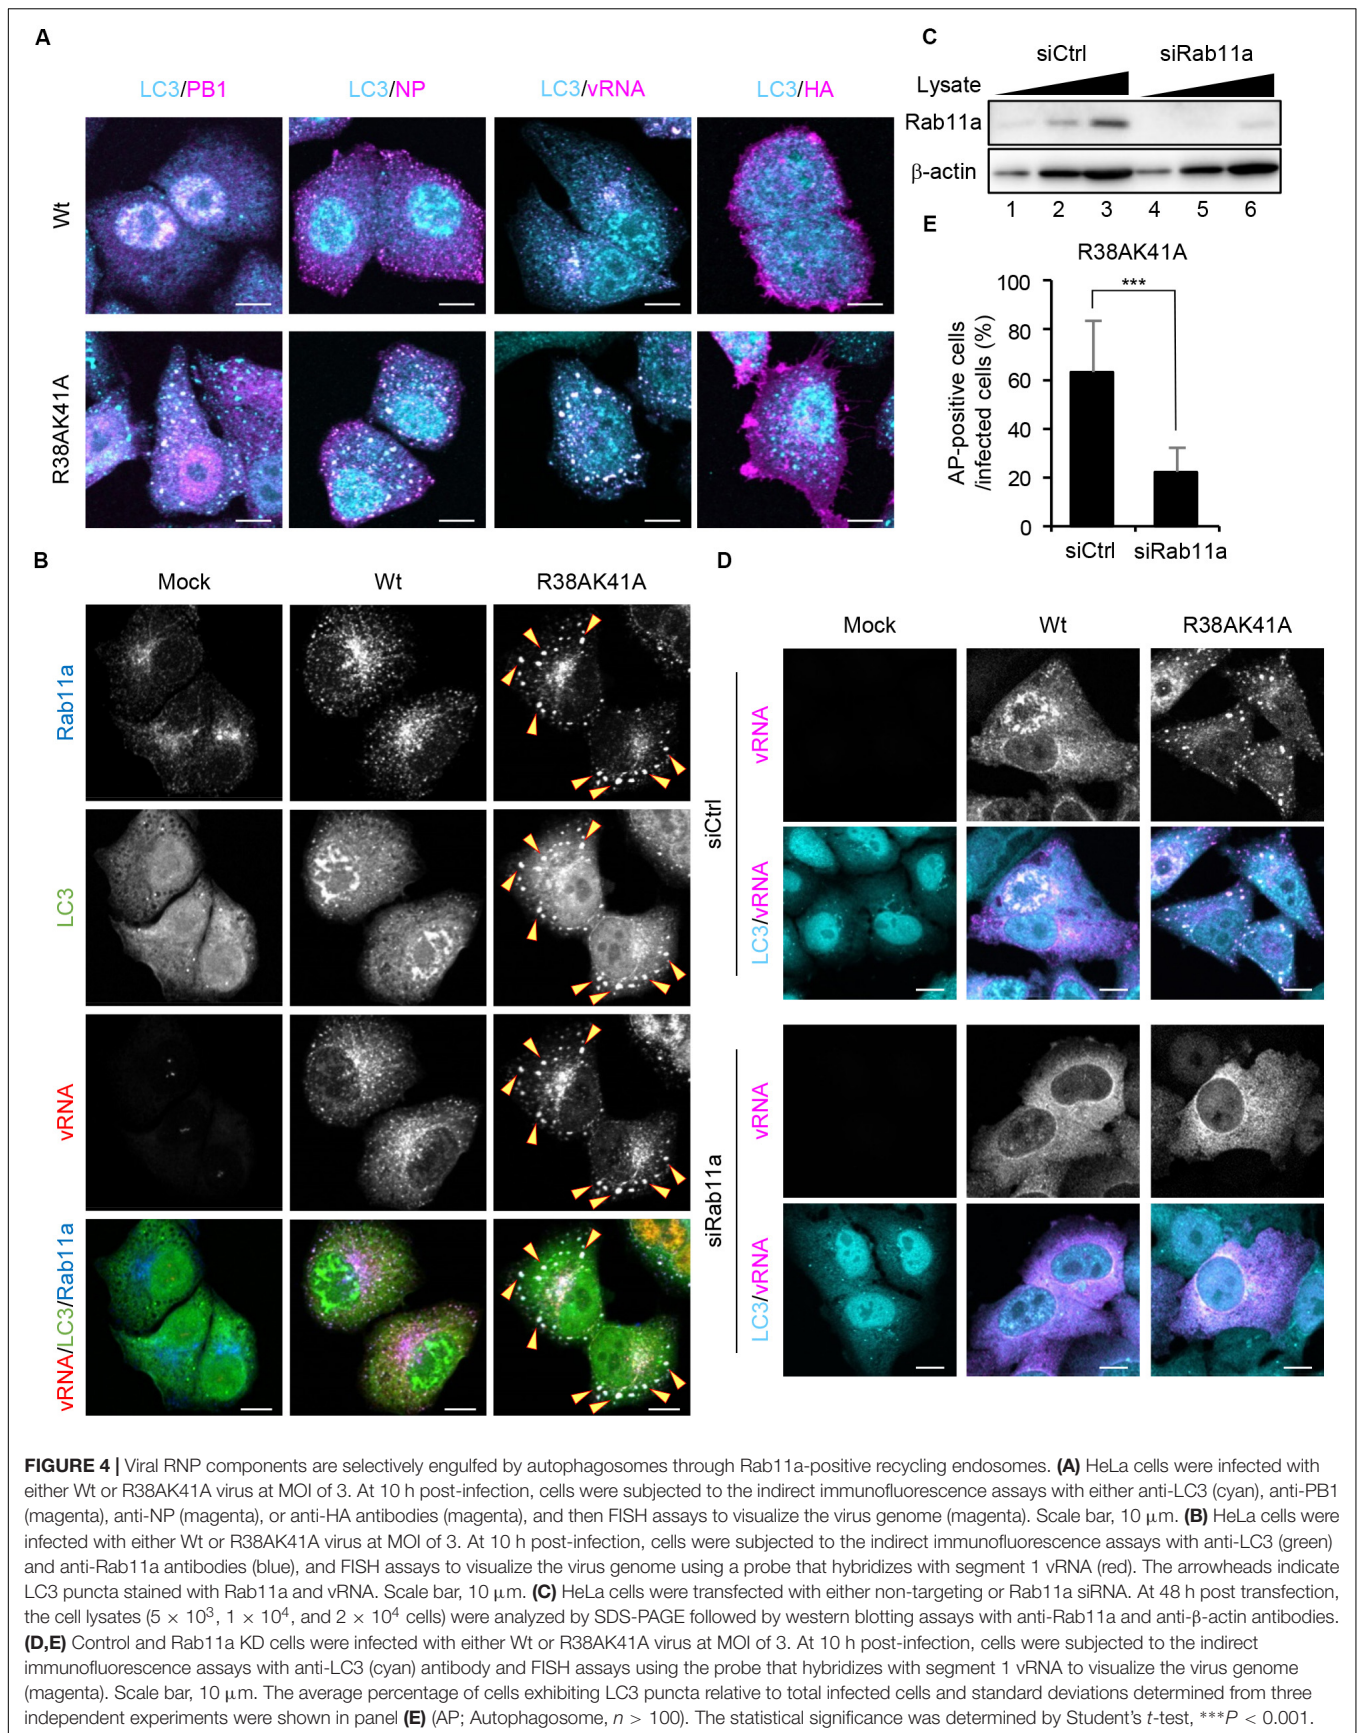 A
LC3/PB1
LC3/NP
LC3/vRNA
LC3/HA
Wt
R38AK41A
B
Mock
Wt
R38AK41A
Rab11a
LC3
vRNA
vRNA/LC3/Rab11a
C
siCtrl
siRab11a
Lysate
Rab11a
β-actin
1 2 3 4 5 6
E
R38AK41A
***
100
80
60
40
20
0
AP-positive cells
/infected cells (%)
siCtrl
siRab11a
D
Mock
Wt
R38AK41A
siCtrl
vRNA
LC3/vRNA
siRab11a
vRNA
LC3/vRNA
FIGURE 4 | Viral RNP components are selectively engulfed by autophagosomes through Rab11a-positive recycling endosomes. (A) HeLa cells were infected with
either Wt or R38AK41A virus at MOI of 3. At 10 h post-infection, cells were subjected to the indirect immunofluorescence assays with either anti-LC3 (cyan), anti-PB1
(magenta), anti-NP (magenta), or anti-HA antibodies (magenta), and then FISH assays to visualize the virus genome (magenta). Scale bar, 10 μm. (B) HeLa cells were
infected with either Wt or R38AK41A virus at MOI of 3. At 10 h post-infection, cells were subjected to the indirect immunofluorescence assays with anti-LC3 (green)
and anti-Rab11a antibodies (blue), and FISH assays to visualize the virus genome using a probe that hybridizes with segment 1 vRNA (red). The arrowheads indicate
LC3 puncta stained with Rab11a and vRNA. Scale bar, 10 μm. (C) HeLa cells were transfected with either non-targeting or Rab11a siRNA. At 48 h post transfection,
the cell lysates (5 × 10³, 1 × 10⁴, and 2 × 10⁴ cells) were analyzed by SDS-PAGE followed by western blotting assays with anti-Rab11a and anti-β-actin antibodies.
(D,E) Control and Rab11a KD cells were infected with either Wt or R38AK41A virus at MOI of 3. At 10 h post-infection, cells were subjected to the indirect
immunofluorescence assays with anti-LC3 (cyan) antibody and FISH assays using the probe that hybridizes with segment 1 vRNA to visualize the virus genome
(magenta). Scale bar, 10 μm. The average percentage of cells exhibiting LC3 puncta relative to total infected cells and standard deviations determined from three
independent experiments were shown in panel (E) (AP; Autophagosome, n > 100). The statistical significance was determined by Student's t-test, ***P < 0.001.